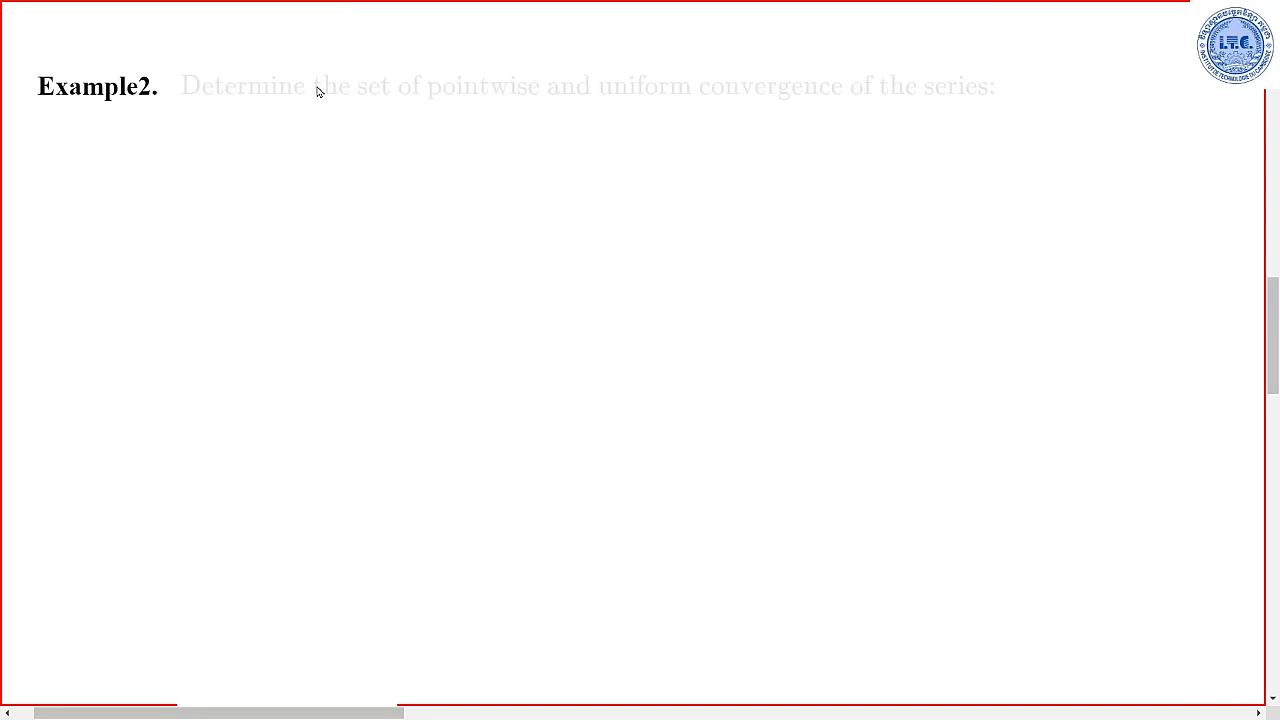 Example2. Determine the set of pointwise and uniform convergence of the series:
I.T.C.